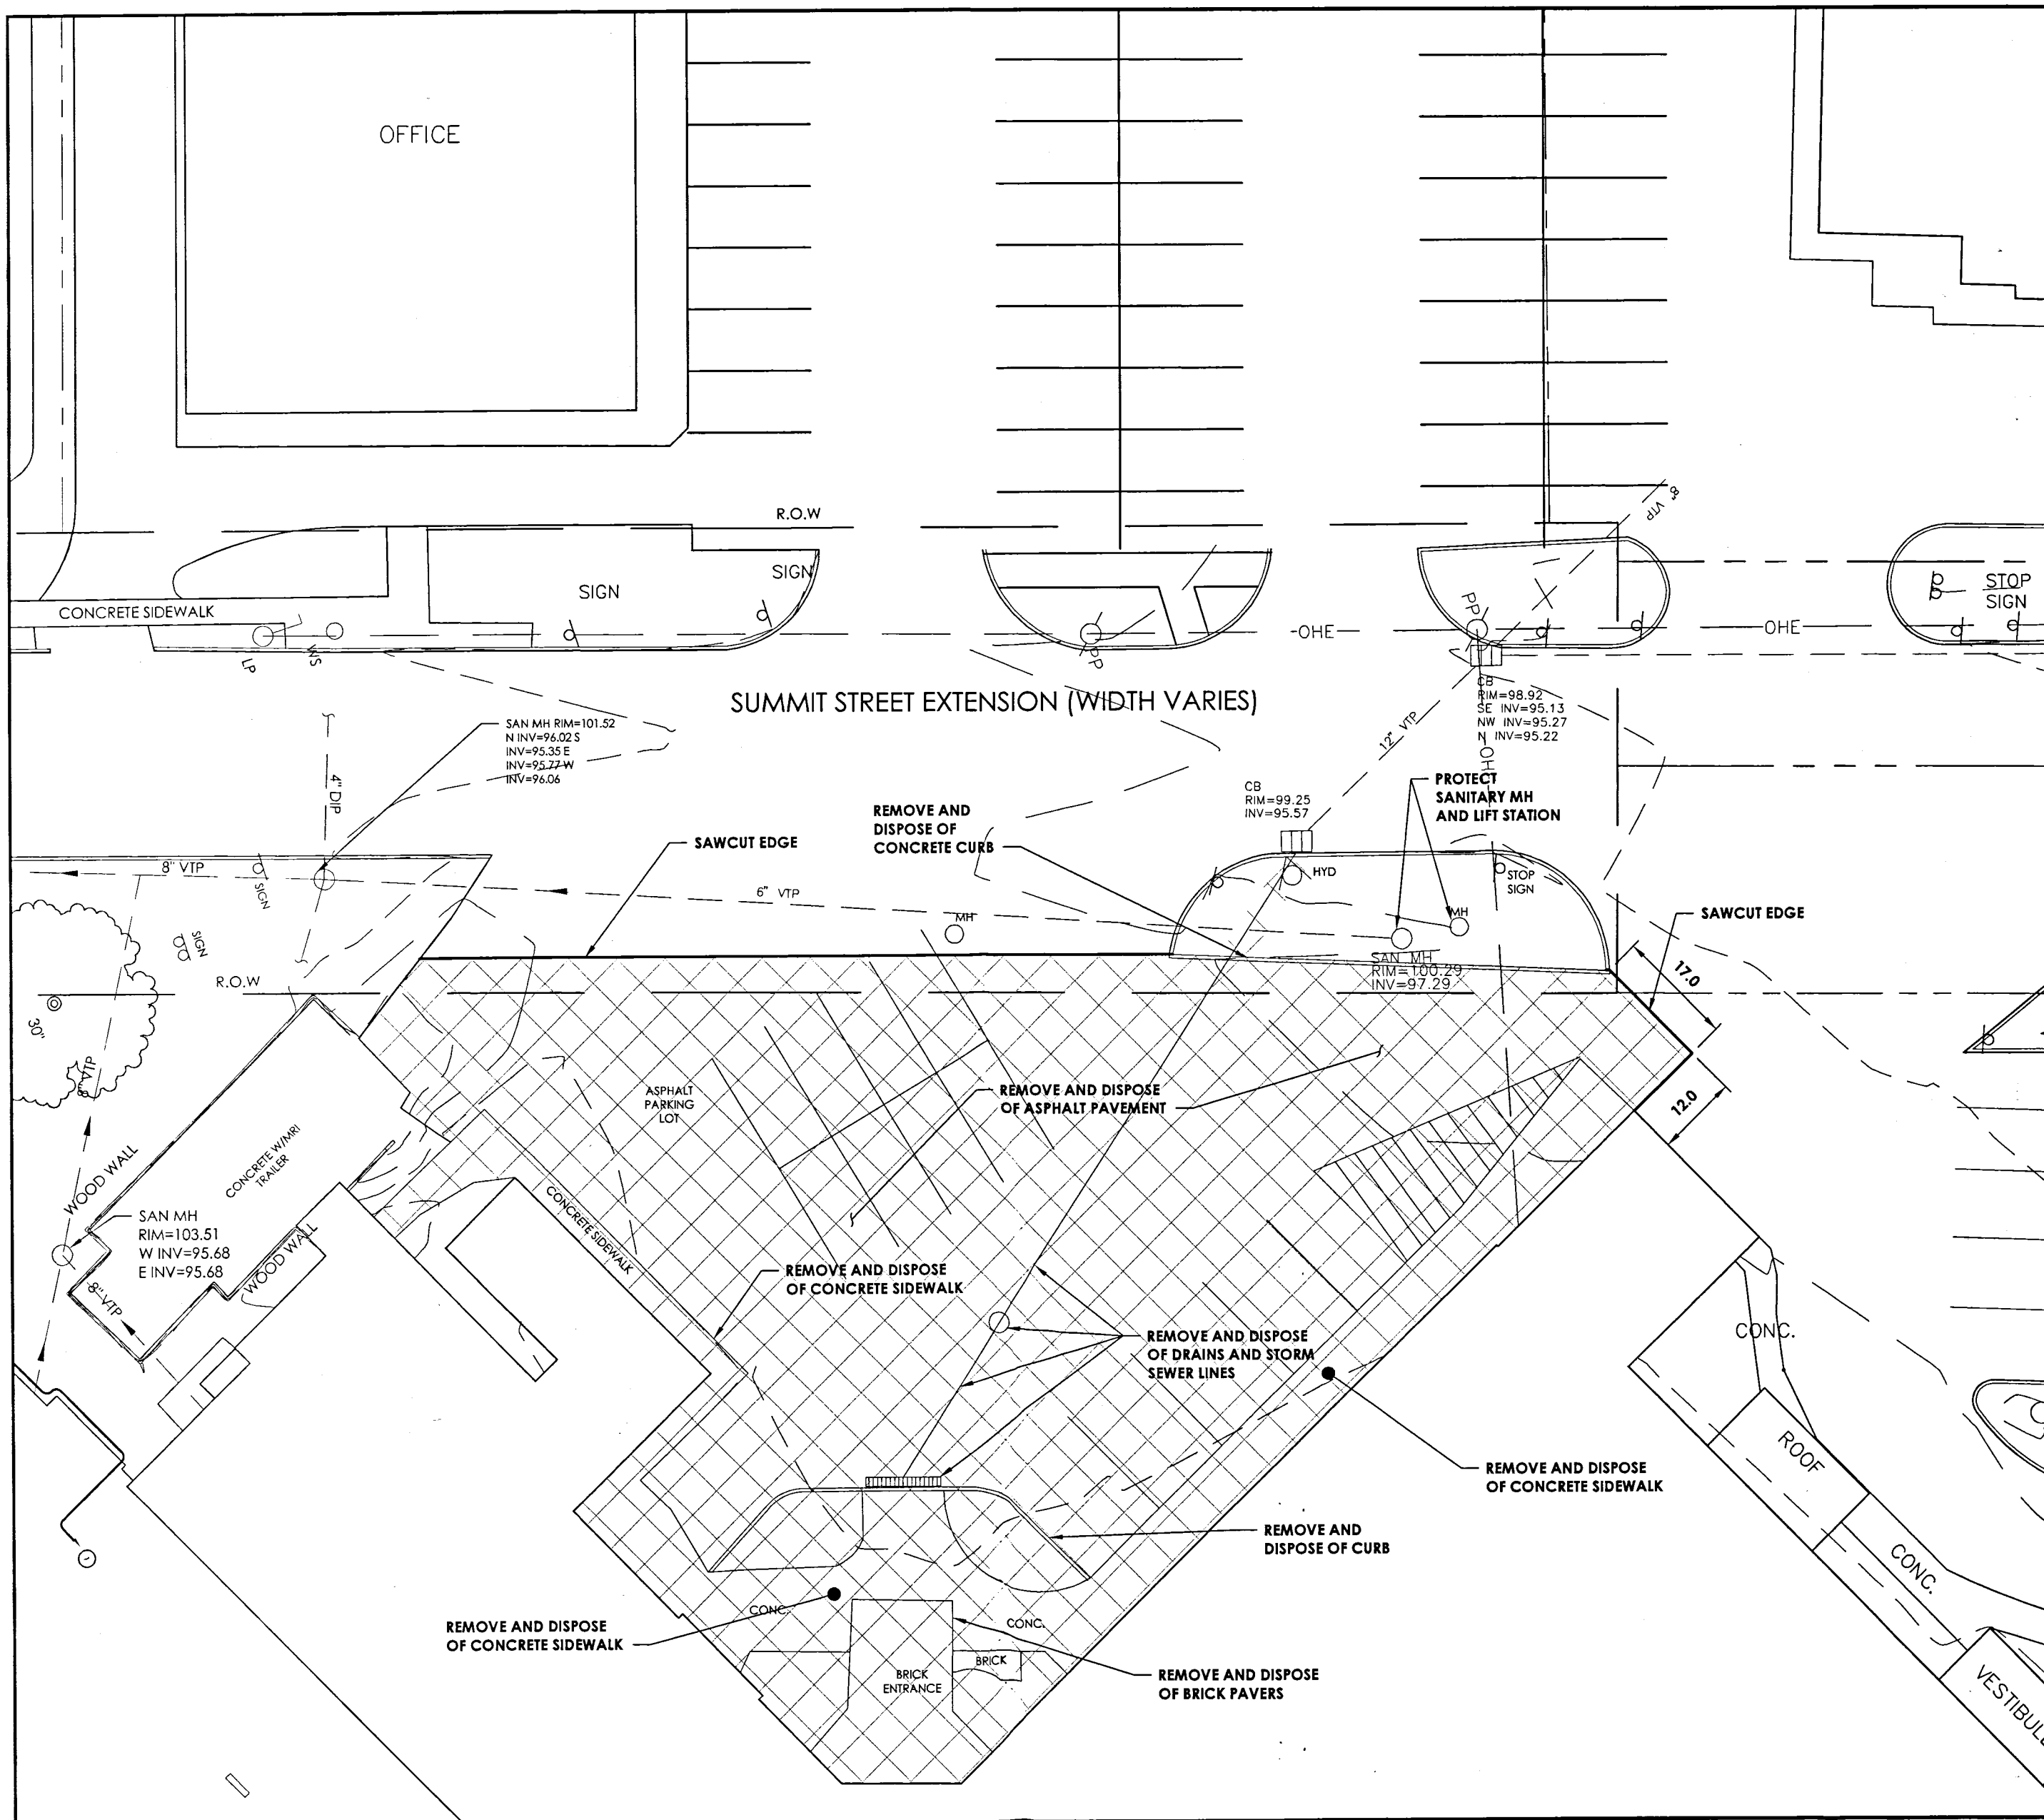 OFFICE
R.O.W
8" VTP
SIGN
SIGN
STOP
SIGN
CONCRETE SIDEWALK
PP
PP
-OHE-
OHE
LP
WS
SUMMIT STREET EXTENSION (WIDTH VARIES)
CB
RIM=98.92
SE INV=95.13
NW INV=95.27
N INV=95.22
SAN MH RIM=101.52
N INV=96.02 S
INV=95.35 E
INV=95.77 W
INV=96.06
4" DIP
12" VTP
OH
CB
RIM=99.25
INV=95.57
PROTECT
SANITARY MH
AND LIFT STATION
REMOVE AND
DISPOSE OF
CONCRETE CURB
SAWCUT EDGE
8" VTP
SIGN
6" VTP
HYD
STOP
SIGN
MH
MH
SAWCUT EDGE
SIGN
SAN MH
RIM=100.29
INV=97.29
17.0
R.O.W
30"
8" VTP
ASPHALT
PARKING
LOT
REMOVE AND DISPOSE
OF ASPHALT PAVEMENT
12.0
WOOD WALL
CONCRETE W/MRI
TRAILER
CONCRETE SIDEWALK
SAN MH
RIM=103.51
W INV=95.68
E INV=95.68
WOOD WALL
8" VTP
REMOVE AND DISPOSE
OF CONCRETE SIDEWALK
REMOVE AND DISPOSE
OF DRAINS AND STORM
SEWER LINES
CONC.
ROOF
REMOVE AND DISPOSE
OF CONCRETE SIDEWALK
REMOVE AND
DISPOSE OF CURB
CONC.
CONC.
CONC.
REMOVE AND DISPOSE
OF CONCRETE SIDEWALK
BRICK
BRICK
ENTRANCE
REMOVE AND DISPOSE
OF BRICK PAVERS
VESTIBUL